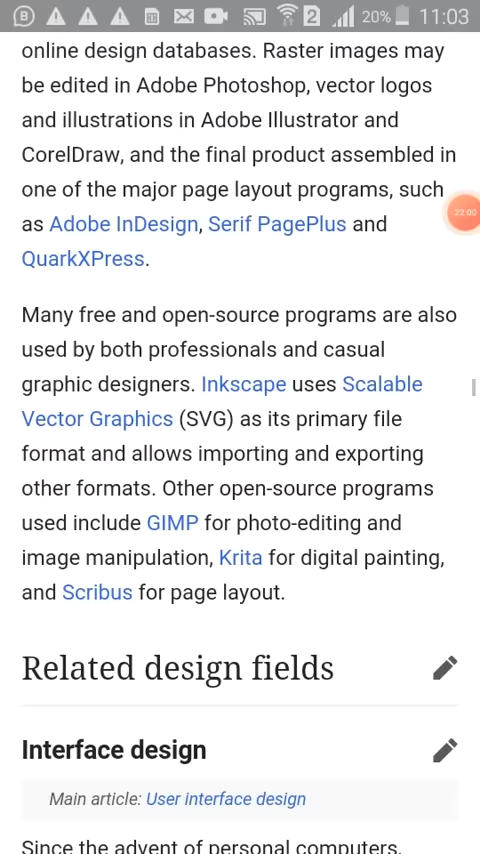 2 20% 11:03
online design databases. Raster images may
be edited in Adobe Photoshop, vector logos
and illustrations in Adobe Illustrator and
CorelDraw, and the final product assembled in
one of the major page layout programs, such
as Adobe InDesign, Serif PagePlus and
22:00
QuarkXPress.
Many free and open-source programs are also
used by both professionals and casual
graphic designers. Inkscape uses Scalable
Vector Graphics (SVG) as its primary file
format and allows importing and exporting
other formats. Other open-source programs
used include GIMP for photo-editing and
image manipulation, Krita for digital painting,
and Scribus for page layout.
Related design fields
Interface design
Main article: User interface design
Since the advent of personal computers,